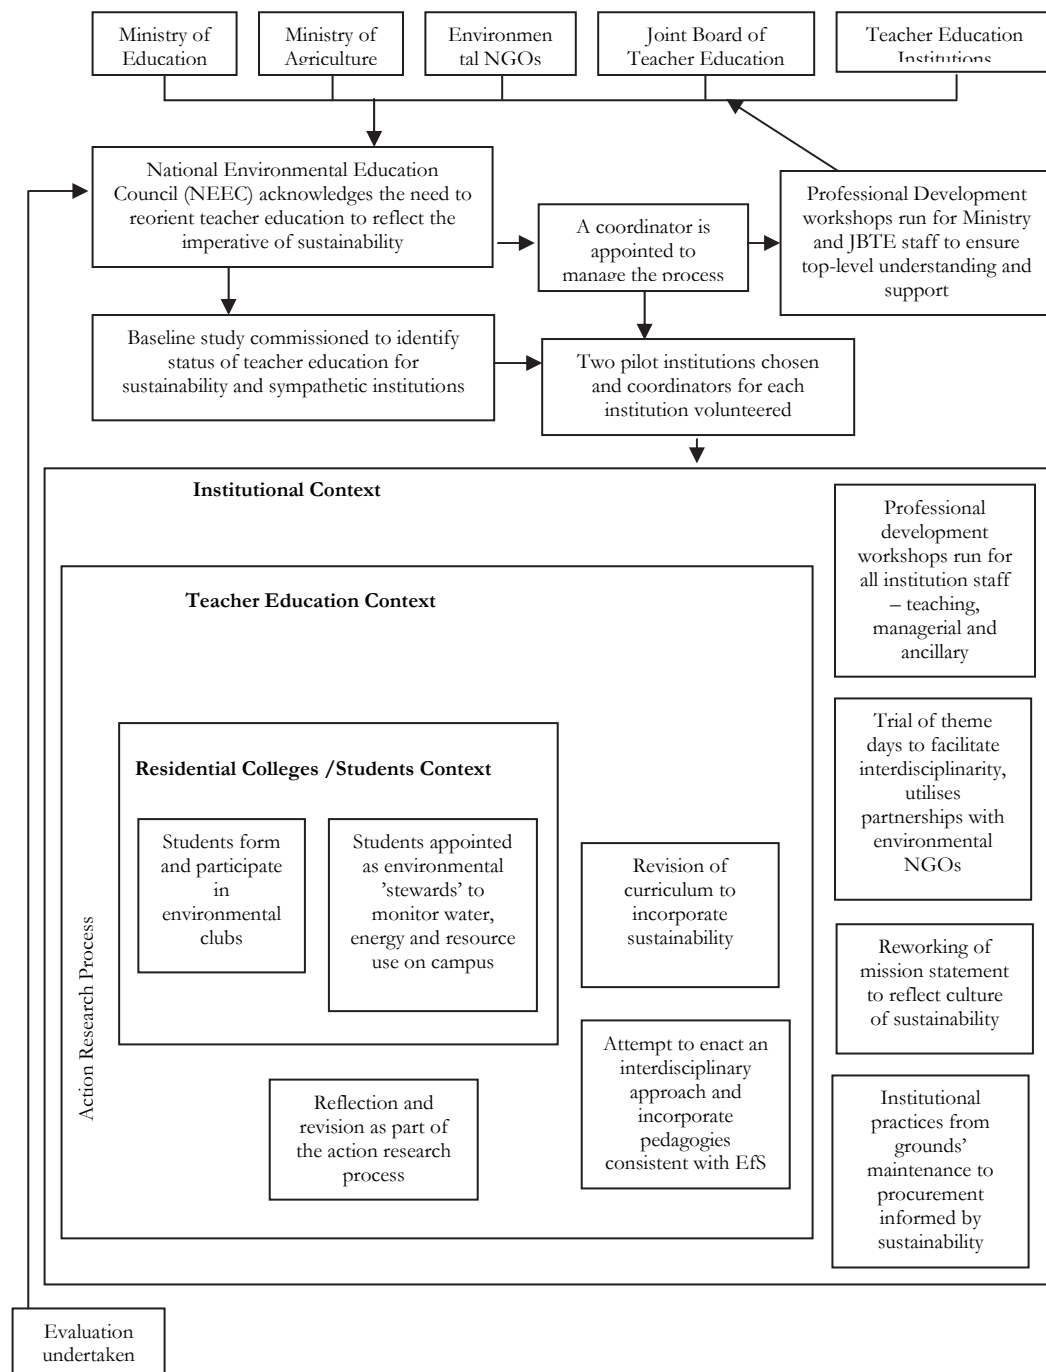 Ministry of
Education
Ministry of
Agriculture
Environmen
tal NGOs
Joint Board of
Teacher Education
Teacher Education
Institutions
National Environmental Education
Council (NEEC) acknowledges the need to
reorient teacher education to reflect the
imperative of sustainability
A coordinator is
appointed to
manage the process
Professional Development
workshops run for Ministry
and JBTE staff to ensure
top-level understanding and
support
Baseline study commissioned to identify
status of teacher education for
sustainability and sympathetic institutions
Two pilot institutions chosen
and coordinators for each
institution volunteered
Institutional Context
Professional
development
workshops run for
all institution staff
– teaching,
managerial and
ancillary
Teacher Education Context
Trial of theme
days to facilitate
interdisciplinarity,
utilises
partnerships with
environmental
NGOs
Residential Colleges /Students Context
Students form
and participate
in
environmental
clubs
Students appointed
as environmental
'stewards' to
monitor water,
energy and resource
use on campus
Revision of
curriculum to
incorporate
sustainability
Reworking of
mission statement
to reflect culture
of sustainability
Action Research Process
Reflection and
revision as part of
the action research
process
Attempt to enact an
interdisciplinary
approach and
incorporate
pedagogies
consistent with EfS
Institutional
practices from
grounds’
maintenance to
procurement
informed by
sustainability
Evaluation
undertaken